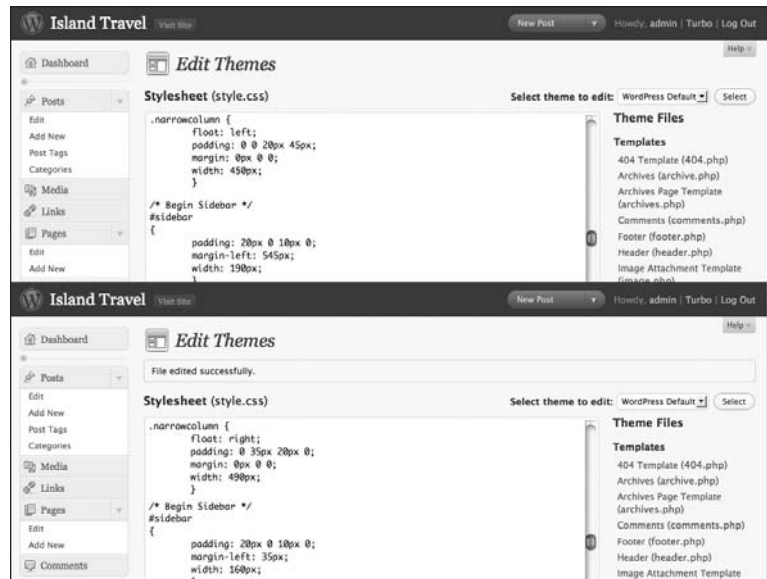 Island Travel Visit Site New Post Howdy, admin | Turbo | Log Out
Help
Dashboard
Edit Themes
Posts
Edit
Add New
Post Tags
Categories
Media
Links
Pages
Edit
Add New
Stylesheet (style.css)
Select theme to edit: WordPress Default Select
.narrowcolumn {
float: left;
padding: 0 0 20px 45px;
margin: 0px 0 0;
width: 450px;
}
/* Begin Sidebar */
#sidebar
{
padding: 20px 0 10px 0;
margin-left: 545px;
width: 190px;
}
Theme Files
Templates
404 Template (404.php)
Archives (archive.php)
Archives Page Template
(archives.php)
Comments (comments.php)
Footer (footer.php)
Header (header.php)
Image Attachment Template
(image.php)
Island Travel Visit Site New Post Howdy, admin | Turbo | Log Out
Help
Dashboard
Edit Themes
Posts
Edit
Add New
Post Tags
Categories
Media
Links
Pages
Edit
Add New
Comments
File edited successfully.
Stylesheet (style.css)
Select theme to edit: WordPress Default Select
.narrowcolumn {
float: right;
padding: 0 35px 20px 0;
margin: 0px 0 0;
width: 490px;
}
/* Begin Sidebar */
#sidebar
{
padding: 20px 0 10px 0;
margin-left: 35px;
width: 160px;
}
Theme Files
Templates
404 Template (404.php)
Archives (archive.php)
Archives Page Template
(archives.php)
Comments (comments.php)
Footer (footer.php)
Header (header.php)
Image Attachment Template